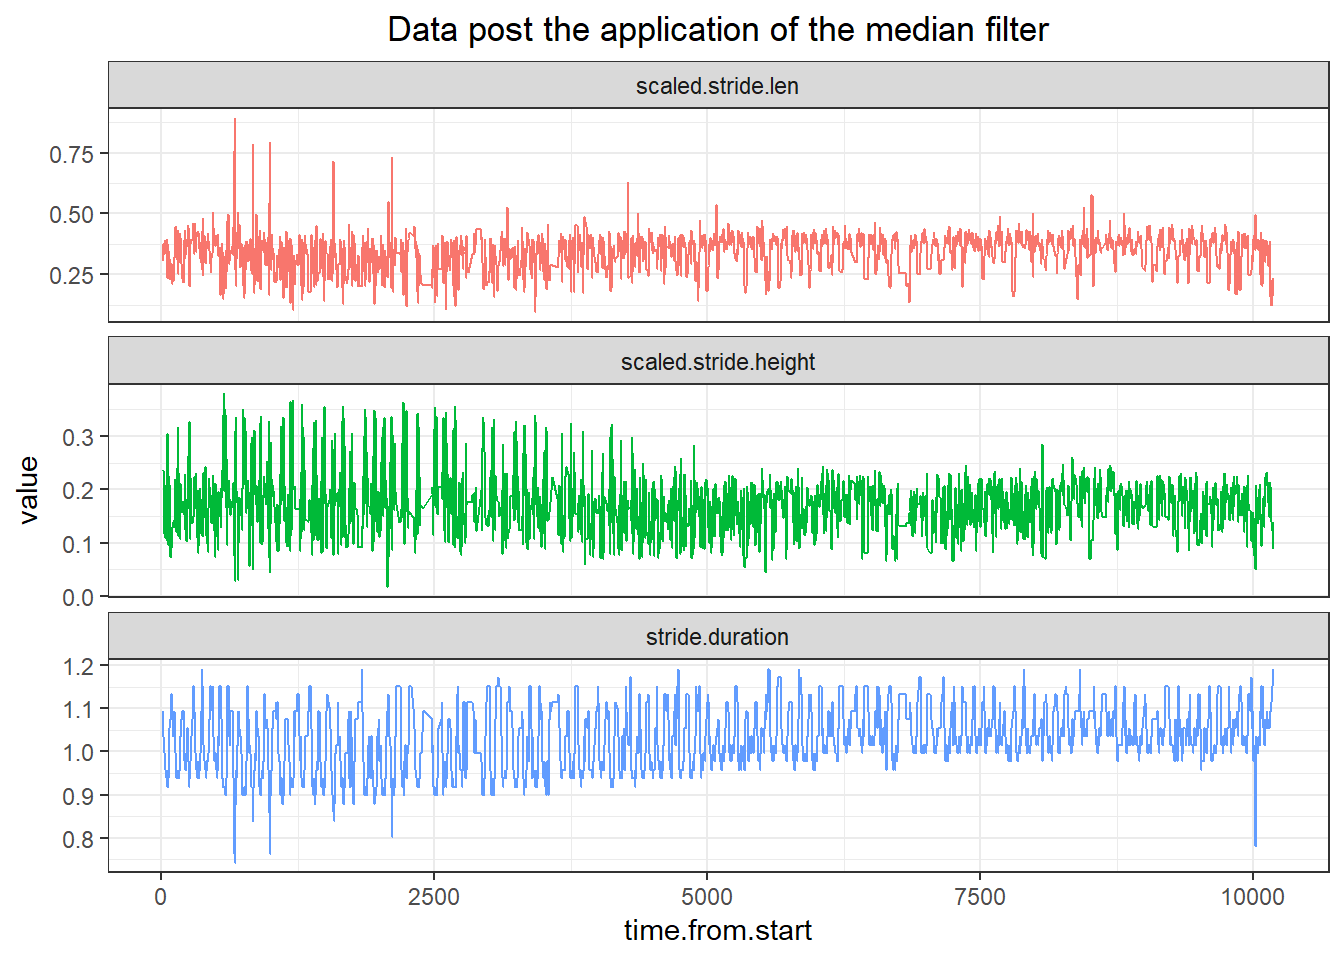 Data post the application of the median filter
scaled.stride.len
0.75
0.50
0.25
scaled.stride.height
0.3
0.2
0.1
0.0
value
stride.duration
1.2
1.1
1.0
0.9
0.8
0 2500 5000 7500 10000
time.from.start